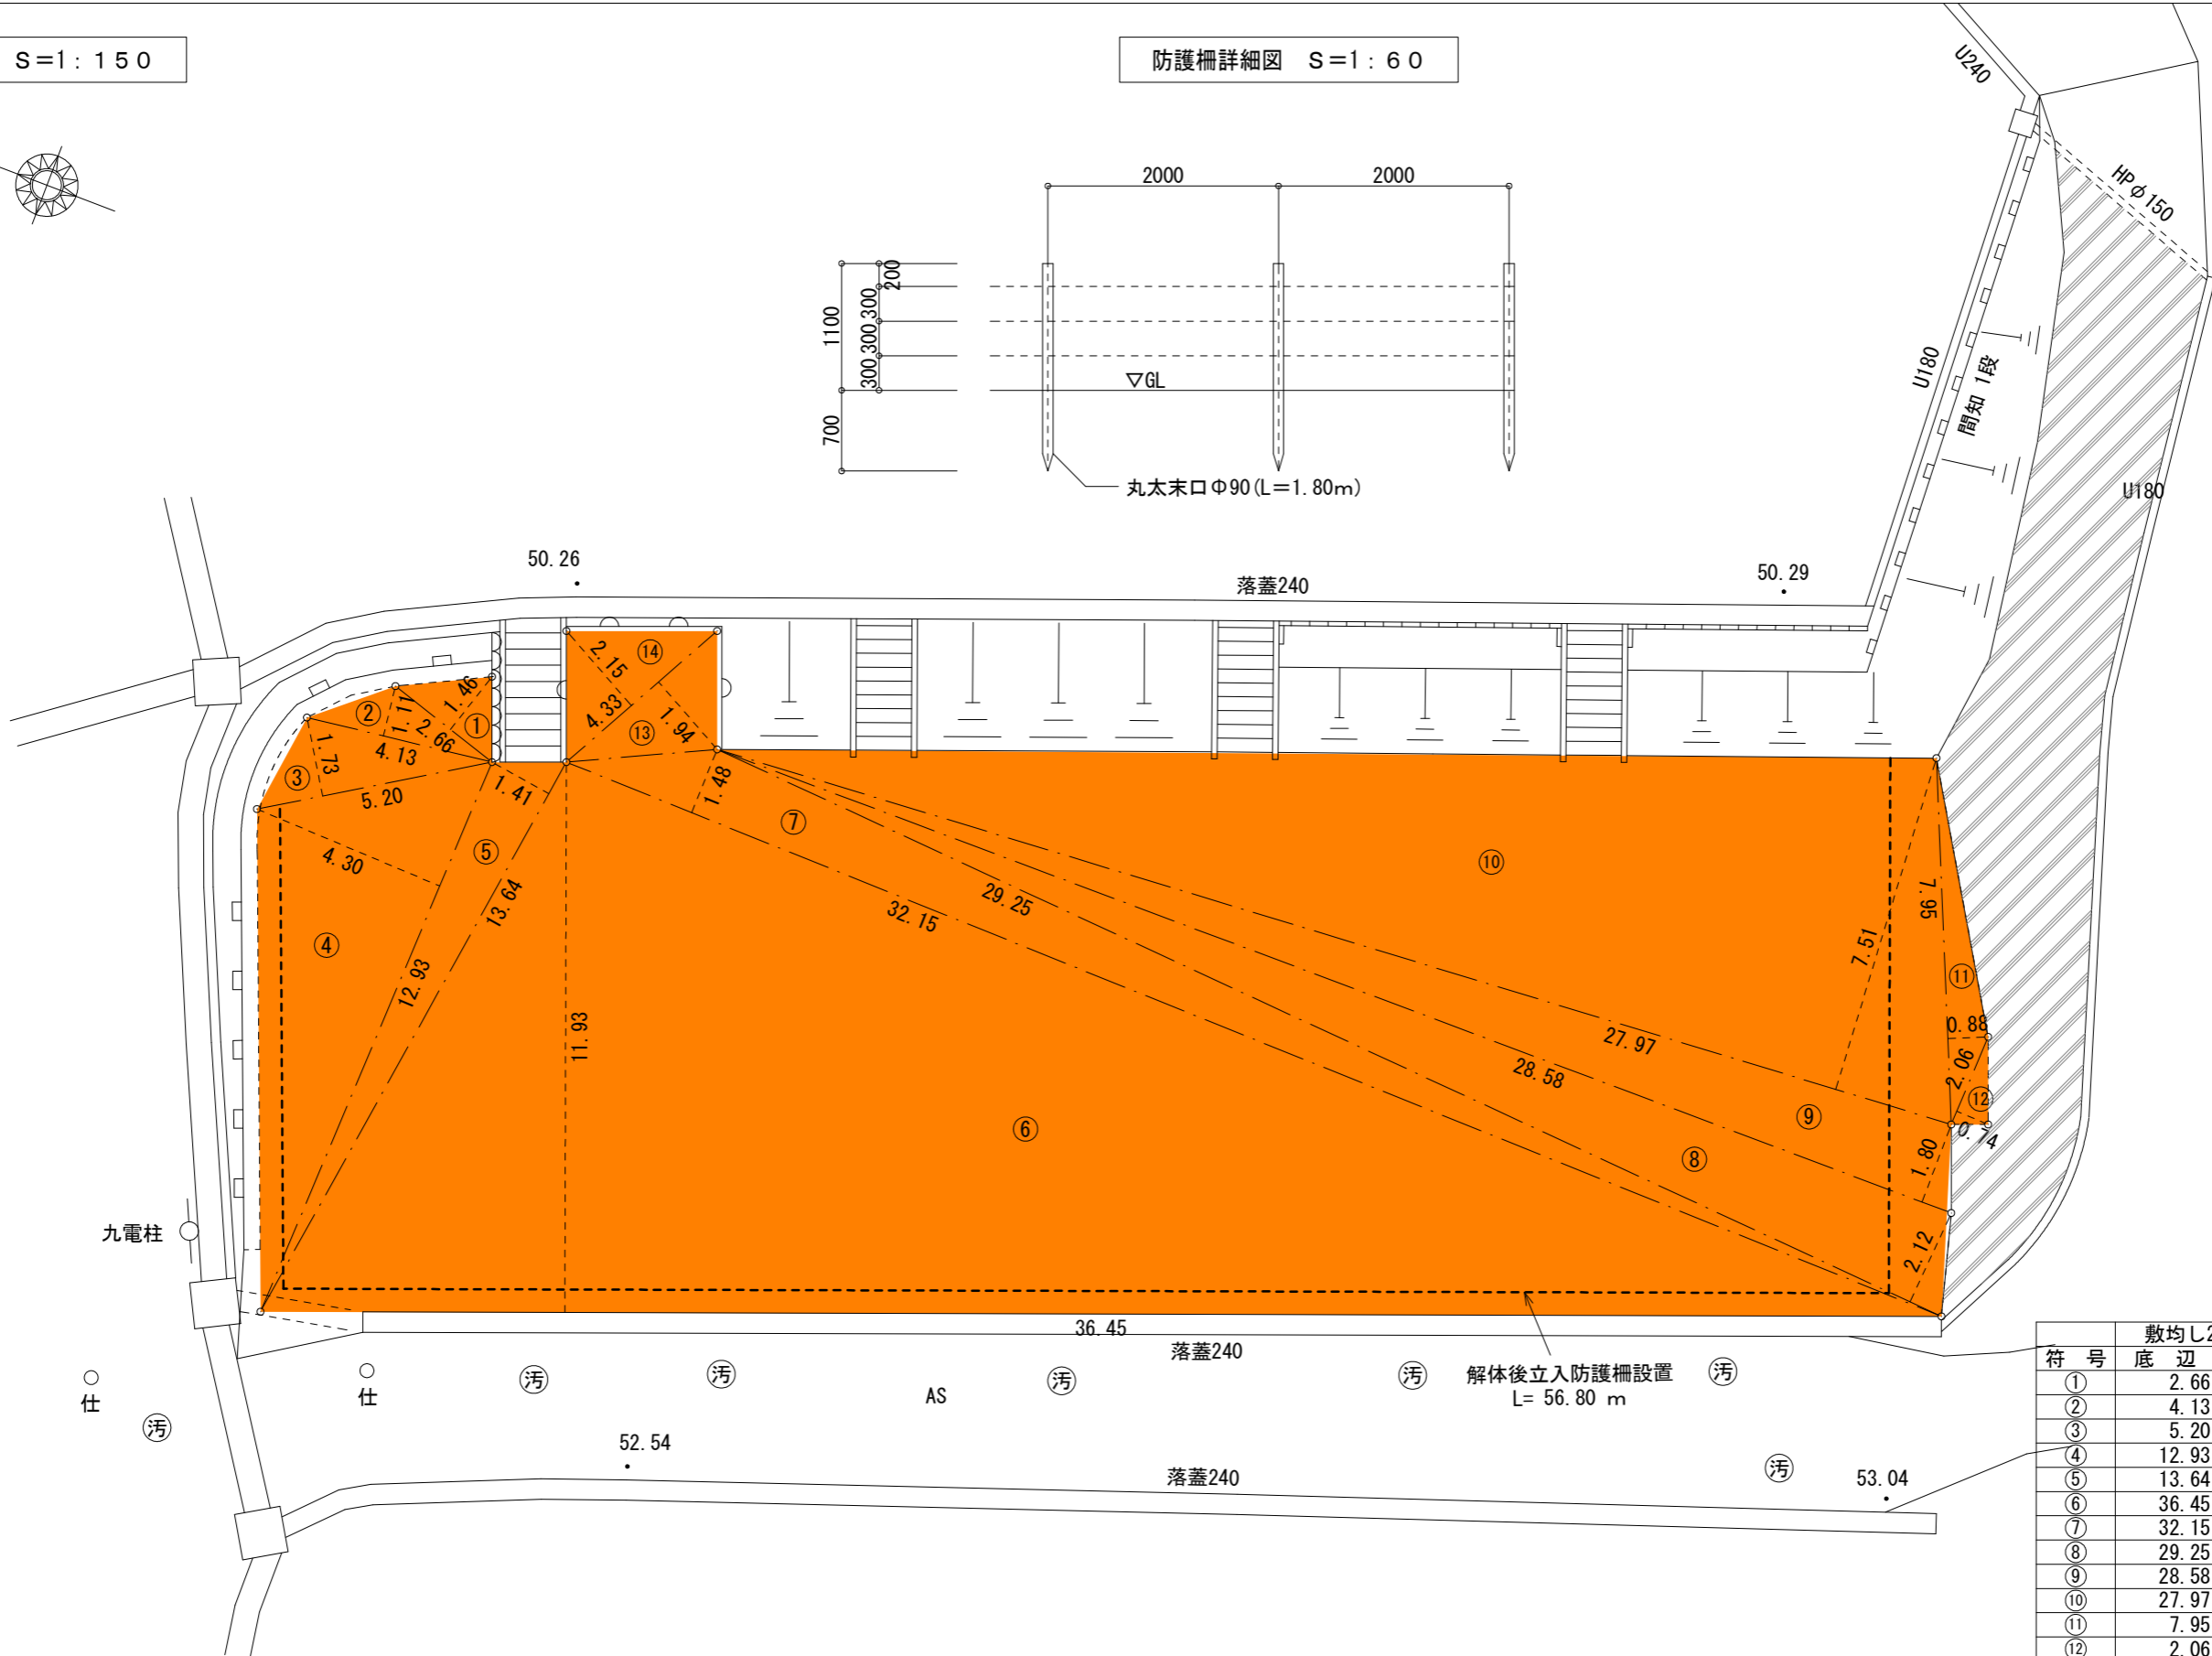 S=1:150
防護柵詳細図 S=1:60
U240
HPφ150
2000
2000
200
300
300
300
1100
700
▽GL
丸太末口Φ90(L=1.80m)
U180
間知 1段
U180
50.26
落蓋240
50.29
2.15
⑭
4.33
⑬
1.94
1.46
①
②
1.11
2.66
4.13
1.73
③
5.20
1.41
1.48
⑦
⑤
4.30
⑩
13.64
29.25
32.15
7.95
7.51
④
12.93
⑪
11.93
0.88
27.97
2.06
28.58
⑫
⑨
⑥
0.74
1.80
⑧
2.12
九電柱
36.45
落蓋240
解体後立入防護柵設置
L= 56.80 m
仕
仕
汚
汚
汚
AS
汚
汚
汚
52.54
落蓋240
汚
53.04
敷均し2
符 号 底 辺
① 2.66
② 4.13
③ 5.20
④ 12.93
⑤ 13.64
⑥ 36.45
⑦ 32.15
⑧ 29.25
⑨ 28.58
⑩ 27.97
⑪ 7.95
⑫ 2.06